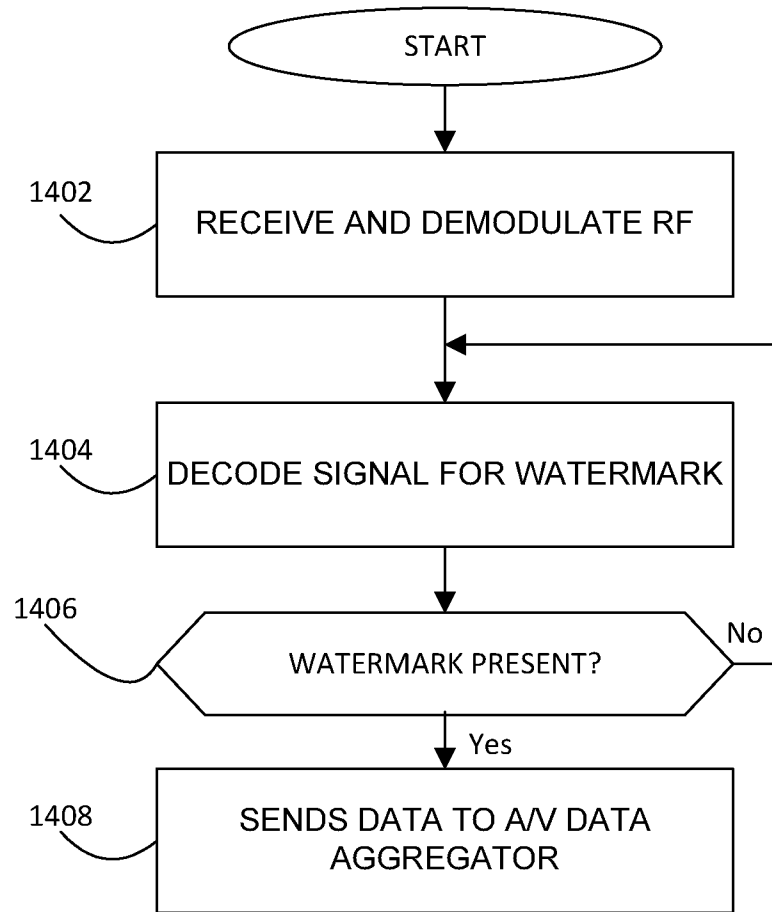 START
1402
RECEIVE AND DEMODULATE RF
1404
DECODE SIGNAL FOR WATERMARK
1406
WATERMARK PRESENT?
No
Yes
1408
SENDS DATA TO A/V DATA
AGGREGATOR